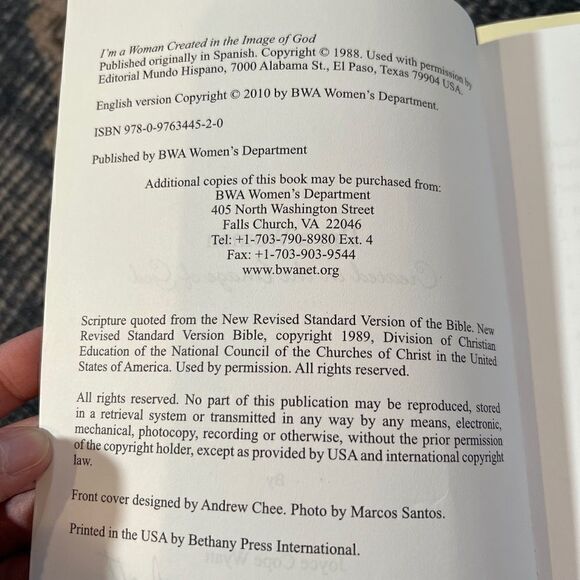 I'm a Woman Created in the Image of God
Published originally in Spanish. Copyright © 1988. Used with permission by
Editorial Mundo Hispano, 7000 Alabama St., El Paso, Texas 79904 USA.
English version Copyright © 2010 by BWA Women's Department.
ISBN 978-0-9763445-2-0
Published by BWA Women's Department
Additional copies of this book may be purchased from:
BWA Women's Department
405 North Washington Street
Falls Church, VA 22046
Tel: +1-703-790-8980 Ext. 4
Fax: +1-703-903-9544
www.bwanet.org
Scripture quoted from the New Revised Standard Version of the Bible. New
Revised Standard Version Bible, copyright 1989, Division of Christian
Education of the National Council of the Churches of Christ in the United
States of America. Used by permission. All rights reserved.
All rights reserved. No part of this publication may be reproduced, stored
in a retrieval system or transmitted in any way by any means, electronic,
mechanical, photocopy, recording or otherwise, without the prior permission
of the copyright holder, except as provided by USA and international copyright
law.
Front cover designed by Andrew Chee. Photo by Marcos Santos.
Printed in the USA by Bethany Press International.